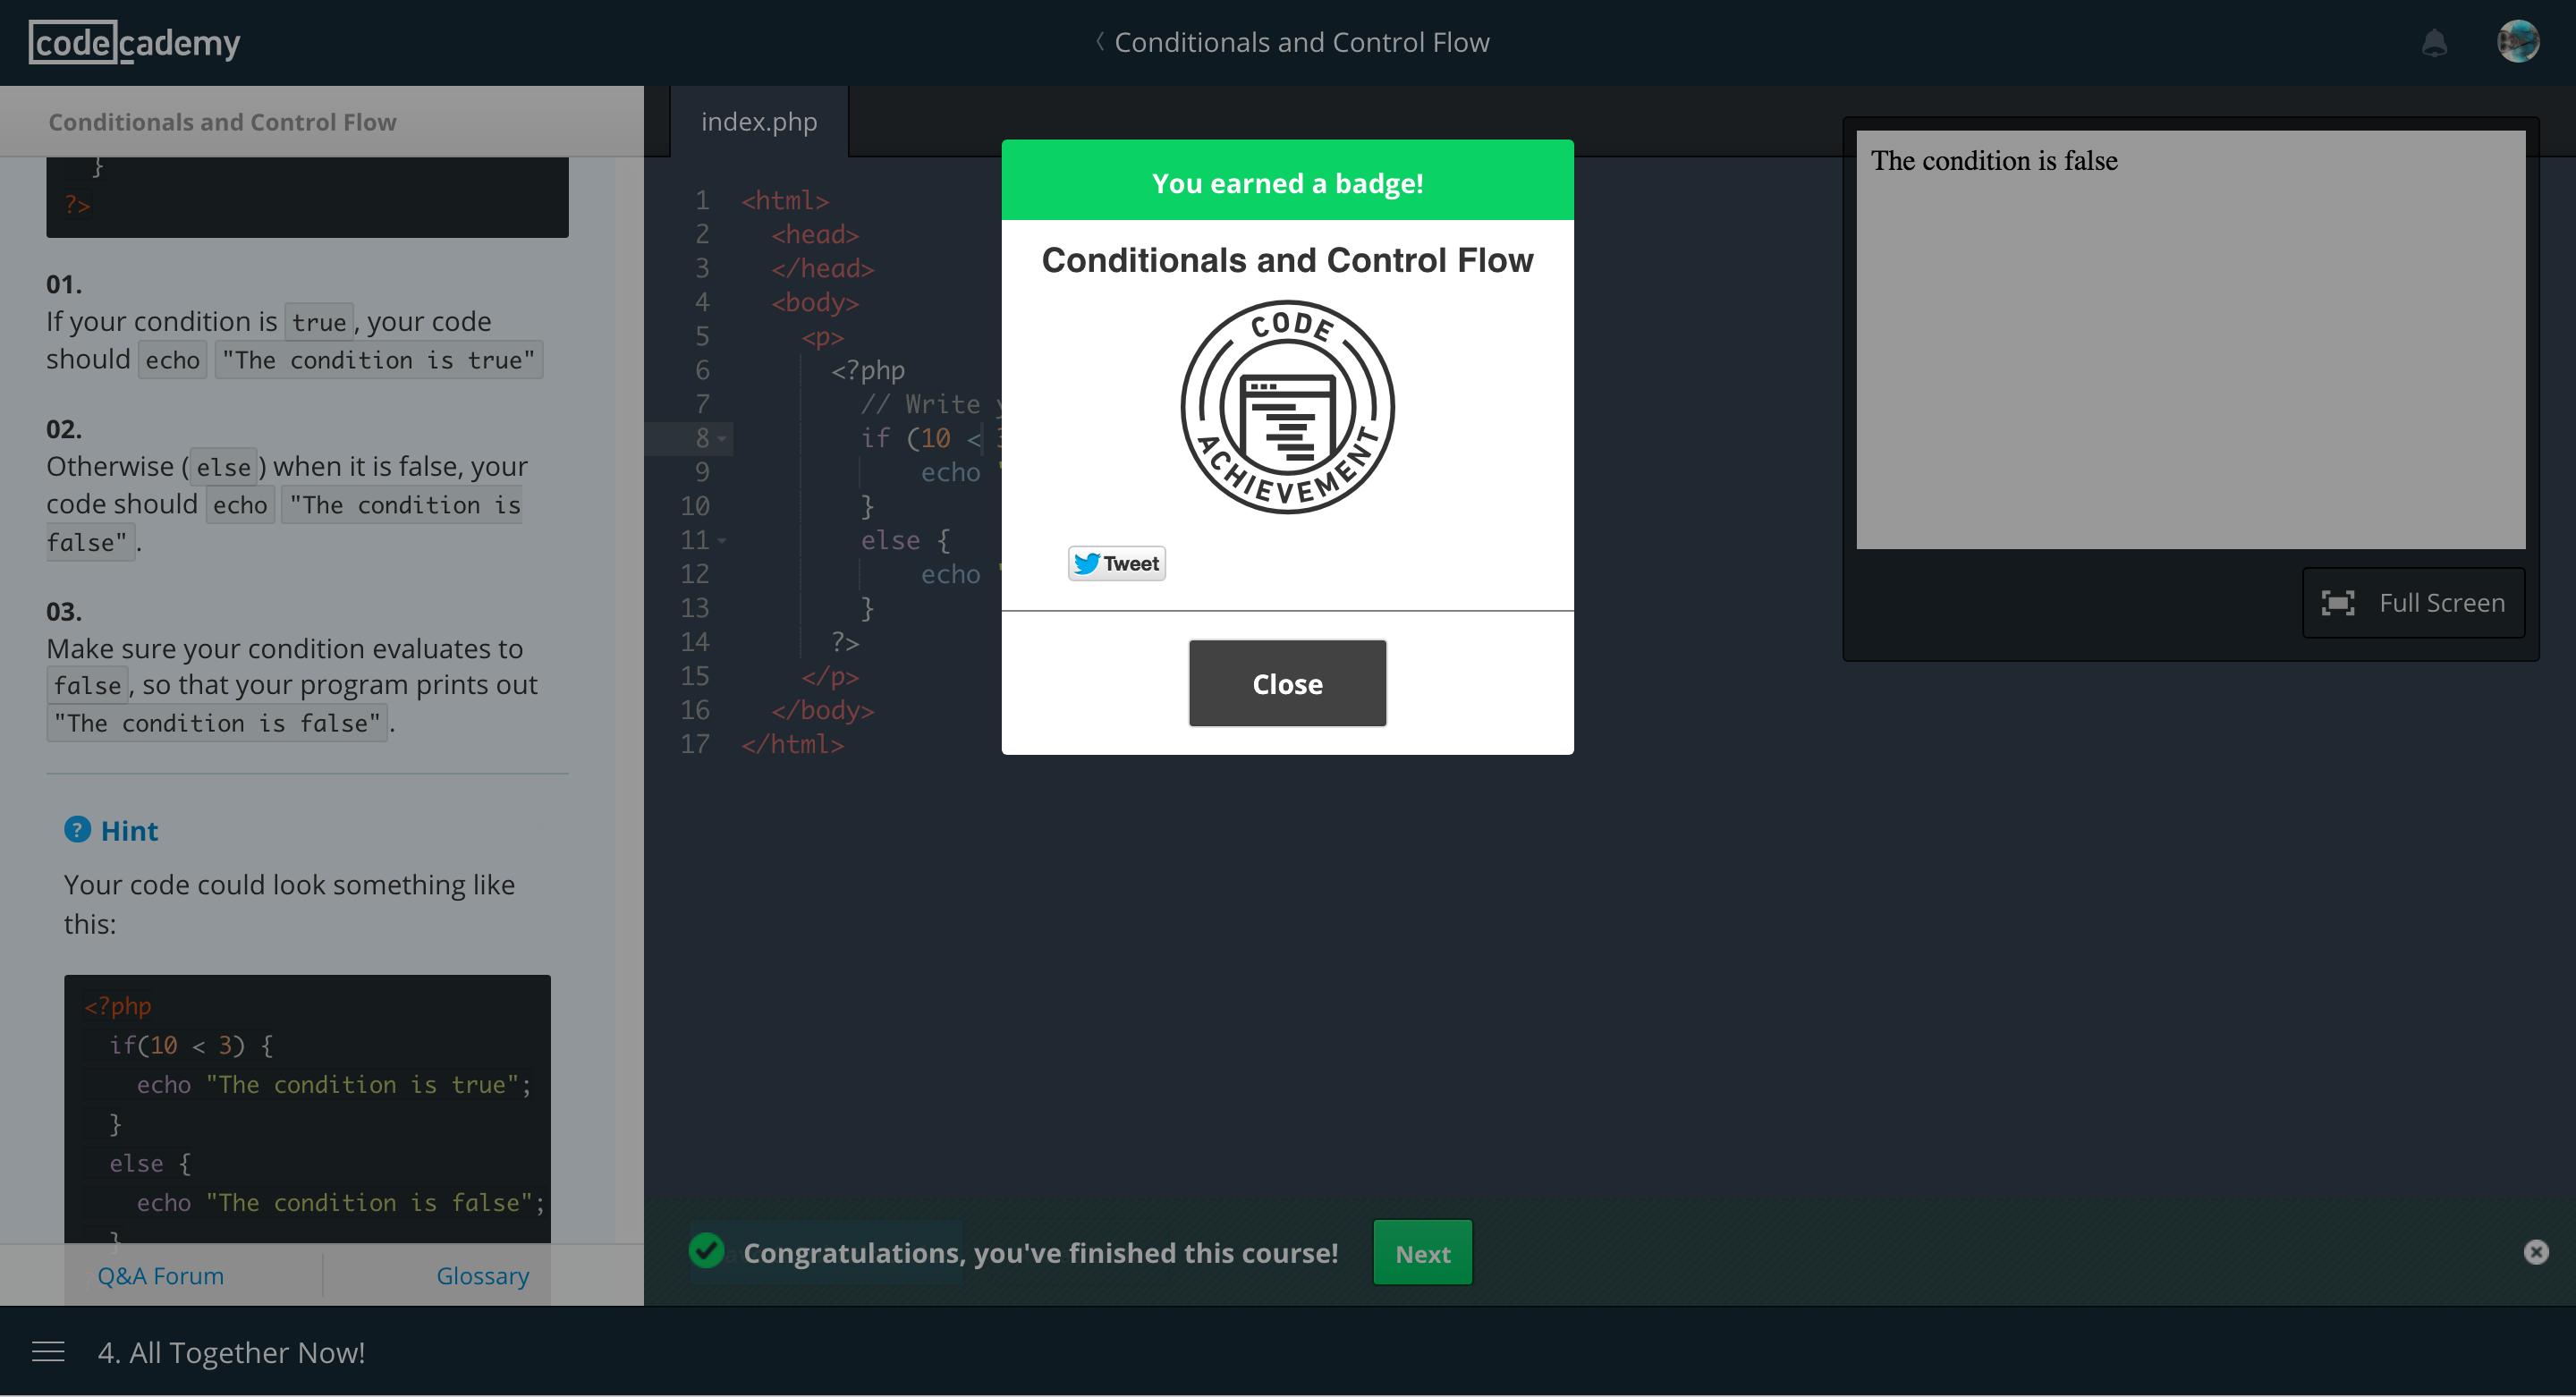 codecademy
Conditionals and Control Flow
Conditionals and Control Flow
}
?>
01.
If your condition is true, your code
should echo "The condition is true"
02.
Otherwise (else) when it is false, your
code should echo "The condition is
false".
03.
Make sure your condition evaluates to
false, so that your program prints out
"The condition is false".
? Hint
Your code could look something like
this:
<?php
if(10 < 3) {
echo "The condition is true";
}
else {
echo "The condition is false";
}
Q&A Forum
Glossary
index.php
1 <html>
2 <head>
3 </head>
4 <body>
5 <p>
6 <?php
7 // Write
8 if (10 <
9 echo
10 }
11 else {
12 echo
13 }
14 ?>
15 </p>
16 </body>
17 </html>
You earned a badge!
Conditionals and Control Flow
CODE
ACHIEVEMENT
Tweet
Close
The condition is false
Full Screen
Congratulations, you've finished this course!
Next
4. All Together Now!